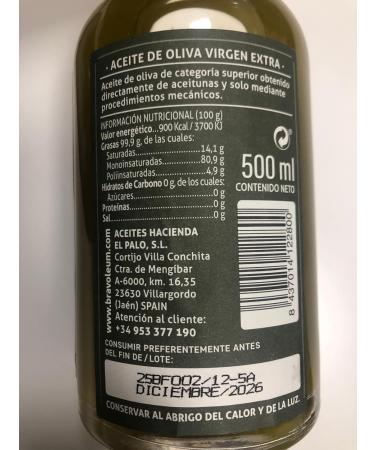 · ACEITE DE OLIVA VIRGEN EXTRA ·
Aceite de oliva de categoría superior obtenido
directamente de aceitunas y solo mediante
procedimientos mecánicos.
INFORMACIÓN NUTRICIONAL (100 g)
Valor energético...900 Kcal / 3700 KJ
Grasas 99,9 g, de las cuales:
Saturadas................14,1 g
Monoinsaturadas......80,9 g
Poliinsaturadas..........4,9 g
Hidratos de Carbono 0 g, de los cuales:
Azúcares......................0 g
Proteínas.........................0 g
Sal..................................0 g
500 ml
CONTENIDO NETO
www.bravoleum.com
ACEITES HACIENDA
EL PALO, S.L.
Cortijo Villa Conchita
Ctra. de Mengíbar
A-6000, km. 16,35
23630 Villargordo
(Jaén) SPAIN
Atención al cliente:
+34 953 377 190
8 437014 122800
CONSUMIR PREFERENTEMENTE ANTES
DEL FIN DE / LOTE:
25BF002/12-5A
DICIEMBRE/2026
CONSERVAR AL ABRIGO DEL CALOR Y DE LA LUZ.